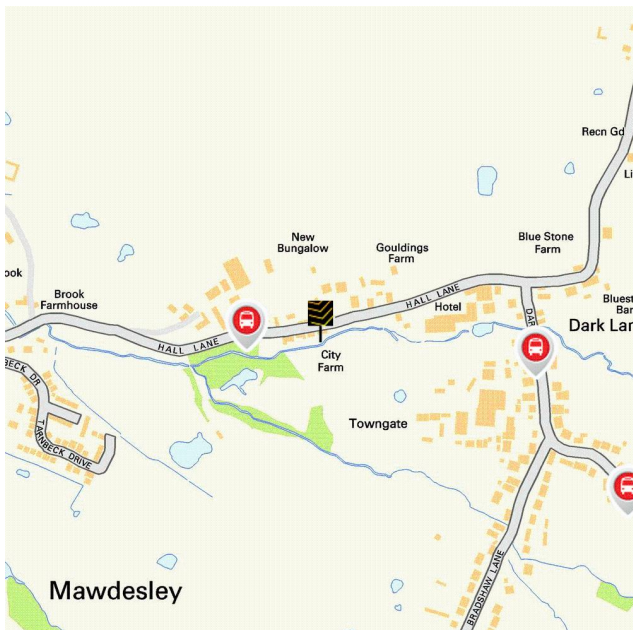 Recn Gd
Li
Blue Stone
Farm
New
Bungalow
Gouldings
Farm
ook
Brook
Farmhouse
HALL LANE
Hotel
DAR
Bluest
Bar
Dark Lan
HALL LANE
City
Farm
BECK DR
TARNBECK DRIVE
Towngate
BRADSHAW LANE
Mawdesley